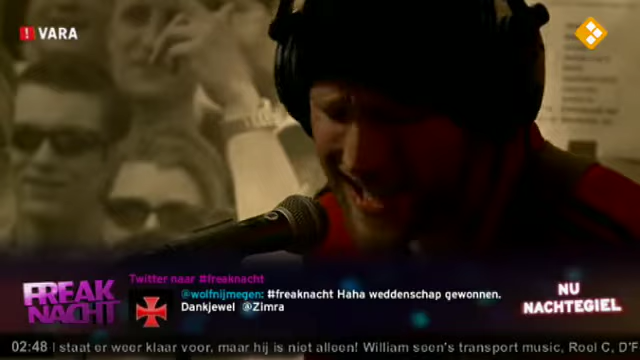 VARA
FREAK
NACHT
Twitter naar #freaknacht
@wolfnijmegen: #freaknacht Haha weddenschap gewonnen.
Dankjewel @Zimra
NU
NACHTEGIEL
02:48 | staat er weer klaar voor, maar hij is niet alleen! William seen's transport music, Roel C, D'F